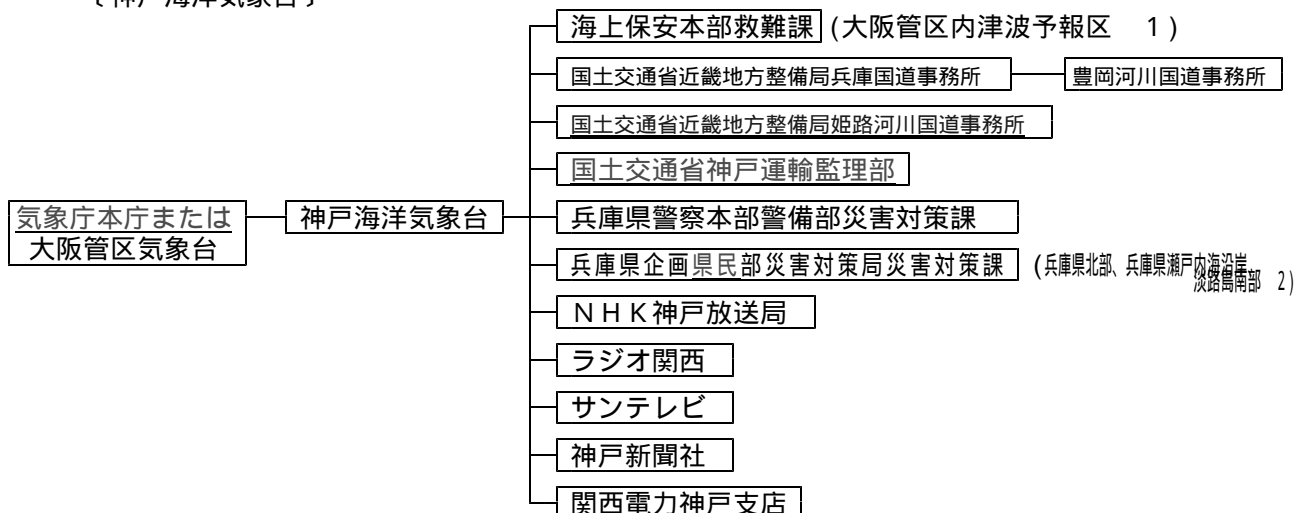 〔神戸海洋気象台〕
海上保安本部救難課 (大阪管区内津波予報区　1)
国土交通省近畿地方整備局兵庫国道事務所 豊岡河川国道事務所
国土交通省近畿地方整備局姫路河川国道事務所
国土交通省神戸運輸監理部
気象庁本庁または
大阪管区気象台
神戸海洋気象台
兵庫県警察本部警備部災害対策課
兵庫県企画県民部災害対策局災害対策課 (兵庫県北部、兵庫県瀬戸内海沿岸、
淡路島南部　2)
ＮＨＫ神戸放送局
ラジオ関西
サンテレビ
神戸新聞社
関西電力神戸支店